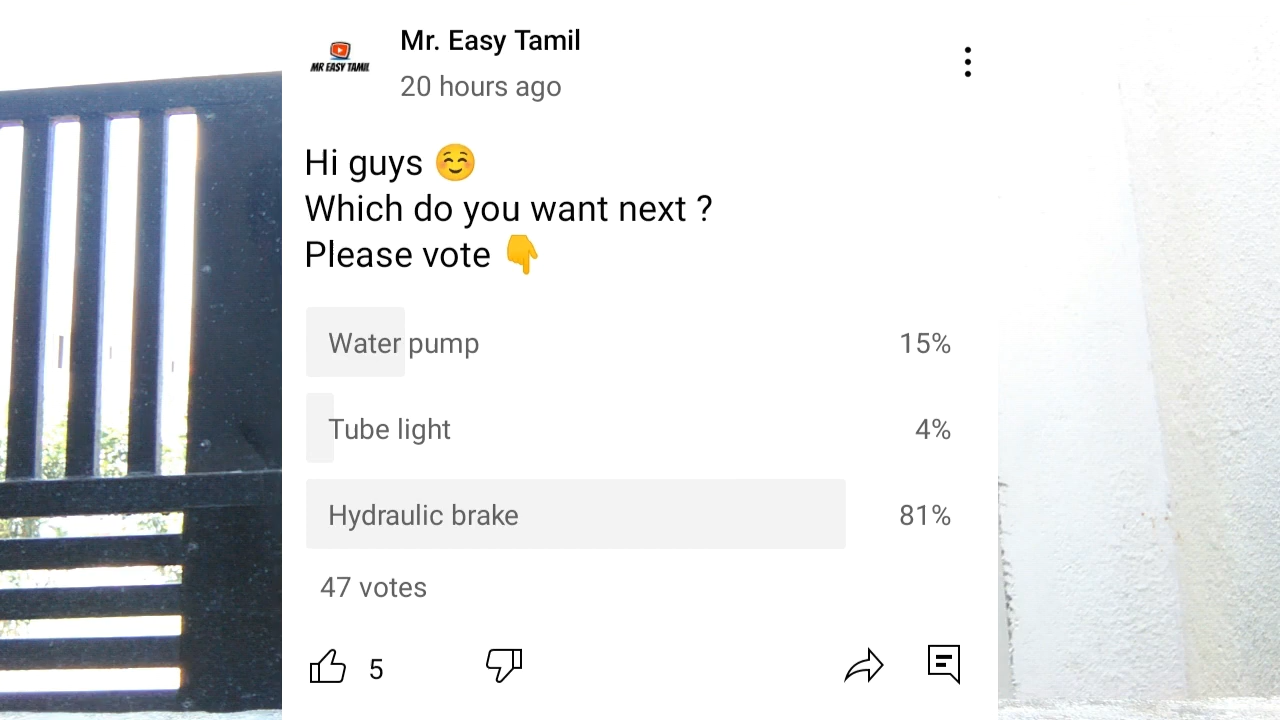 Mr. Easy Tamil
MR EASY TAMIL
20 hours ago
Hi guys ☺️
Which do you want next ?
Please vote 👇
Water pump 15%
Tube light 4%
Hydraulic brake 81%
47 votes
5